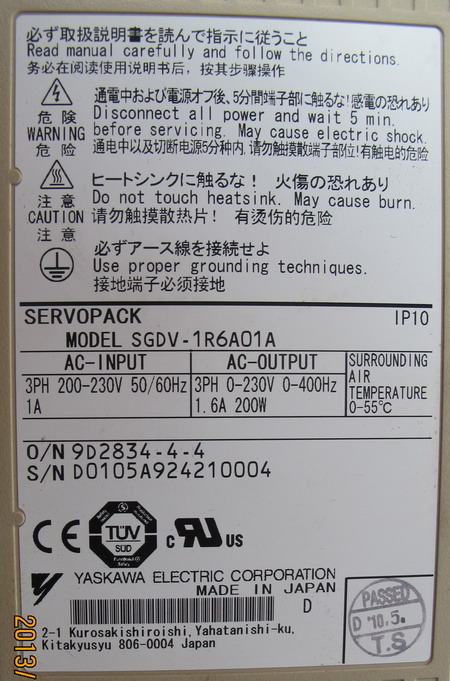 必ず取扱説明書を読んで指示に従うこと
Read manual carefully and follow the directions.
务必在阅读使用说明书后，按其步骤操作
通電中および電源オフ後、5分間端子部に触るな!感電の恐れあり
危険
Disconnect all power and wait 5 min.
WARNING before servicing. May cause electric shock.
危险
通电中以及切断电源5分种内,请勿触摸散端子部位!有触电的危险
ヒートシンクに触るな! 火傷の恐れあり
注意
Do not touch heatsink. May cause burn.
CAUTION 请勿触摸散热片! 有烫伤的危险
注意
必ずアース線を接続せよ
Use proper grounding techniques.
接地端子必须接地
SERVOPACK IP10
MODEL SGDV-1R6A01A
AC-INPUT
3PH 200-230V 50/60Hz
1A
AC-OUTPUT
3PH 0-230V 0-400Hz
1.6A 200W
SURROUNDING
AIR
TEMPERATURE
0-55℃
O/N 9D2834-4-4
S/N D0105A924210004
CE
TÜV
SÜD
Functional
Safety
c RU US
YASKAWA ELECTRIC CORPORATION
MADE IN JAPAN
D
2-1 Kurosakishiroishi, Yahatanishi-ku,
Kitakyusyu 806-0004 Japan
PASSED
D '10.5.
T.S
2013/